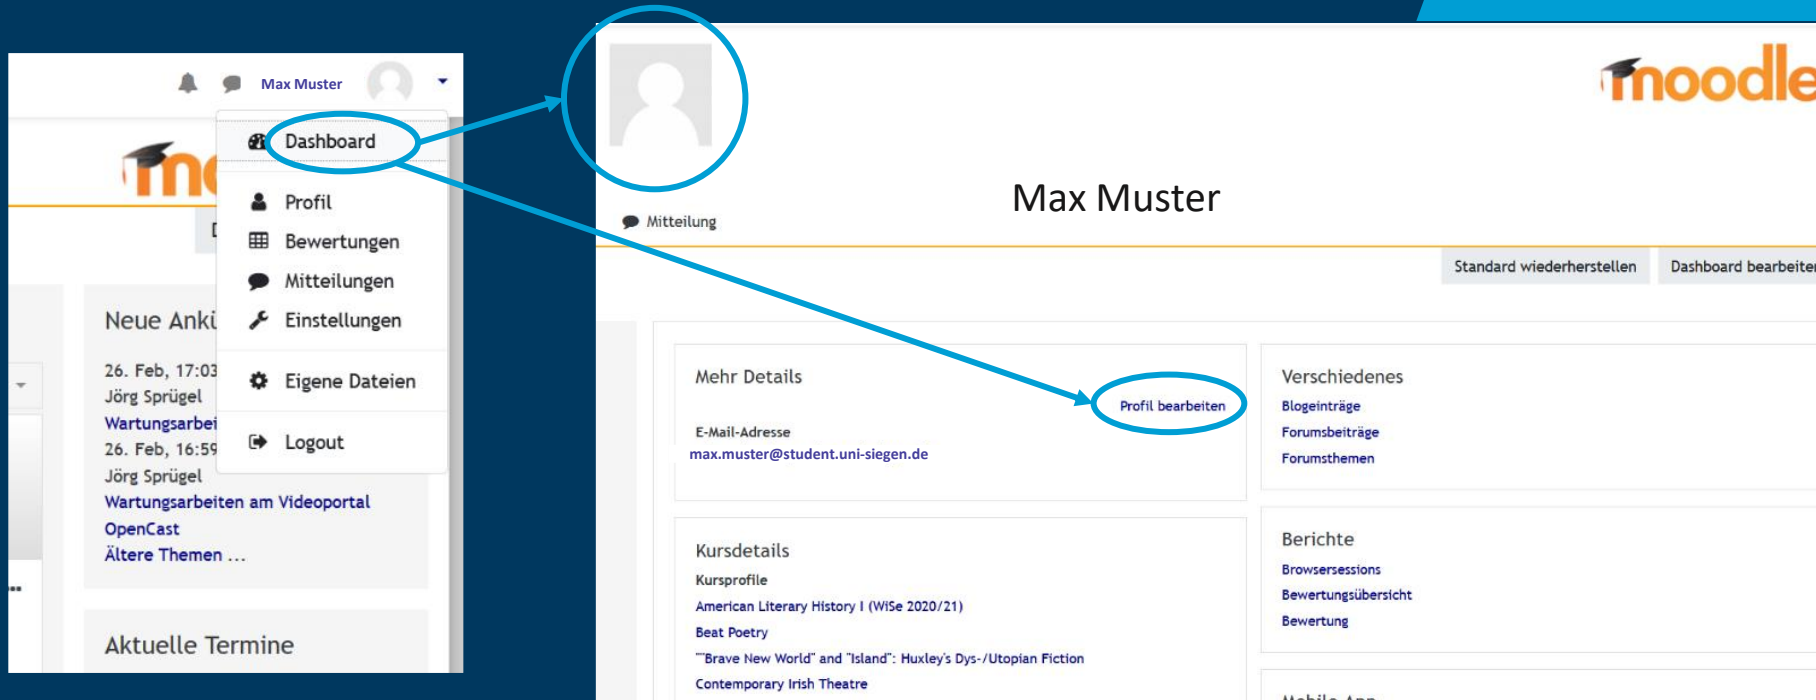 Max Muster
Dashboard
Profil
Bewertungen
Mitteilungen
Einstellungen
Eigene Dateien
Logout
Neue
26. Feb, 17:03
Jörg Sprügel
26. Feb, 16:59
Jörg Sprügel
Wartungsarbeiten am Videoportal
OpenCast
Ältere Themen ...
Aktuelle Termine
moodle
Max Muster
Mitteilung
Standard wiederherstellen
Dashboard bearbeiten
Mehr Details
Profil bearbeiten
E-Mail-Adresse
max.muster@student.uni-siegen.de
Kursdetails
Kursprofile
American Literary History I (WiSe 2020/21)
Beat Poetry
""Brave New World" and "Island": Huxley's Dys-/Utopian Fiction
Contemporary Irish Theatre
Verschiedenes
Blogeinträge
Forumsbeiträge
Forumsthemen
Berichte
Browsersessions
Bewertungsübersicht
Bewertung